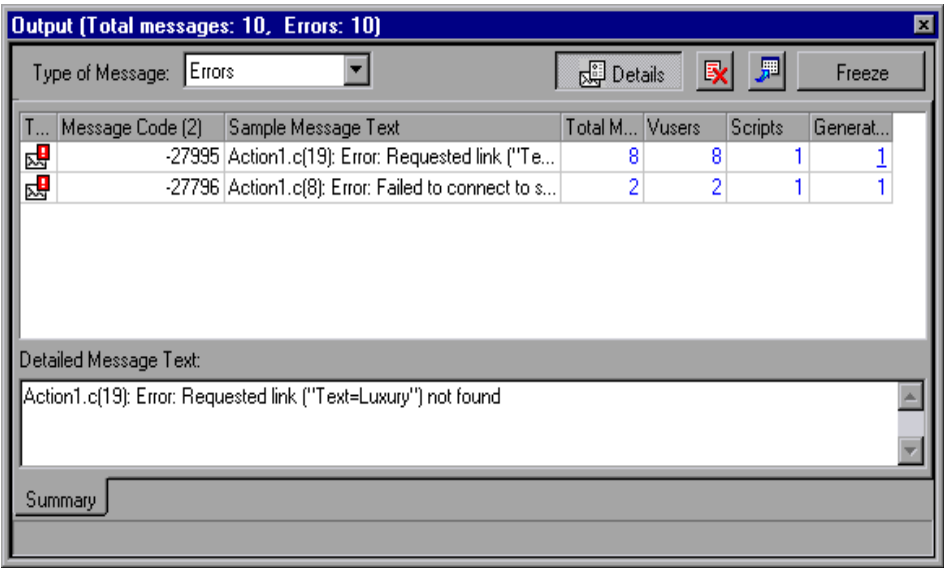 Output (Total messages: 10, Errors: 10)
Type of Message: Errors Details Freeze
T... Message Code (2) Sample Message Text Total M... Vusers Scripts Generat...
-27995 Action1.c(19): Error: Requested link ("Te... 8 8 1 1
-27796 Action1.c(8): Error: Failed to connect to s... 2 2 1 1
Detailed Message Text:
Action1.c(19): Error: Requested link ("Text=Luxury") not found
Summary